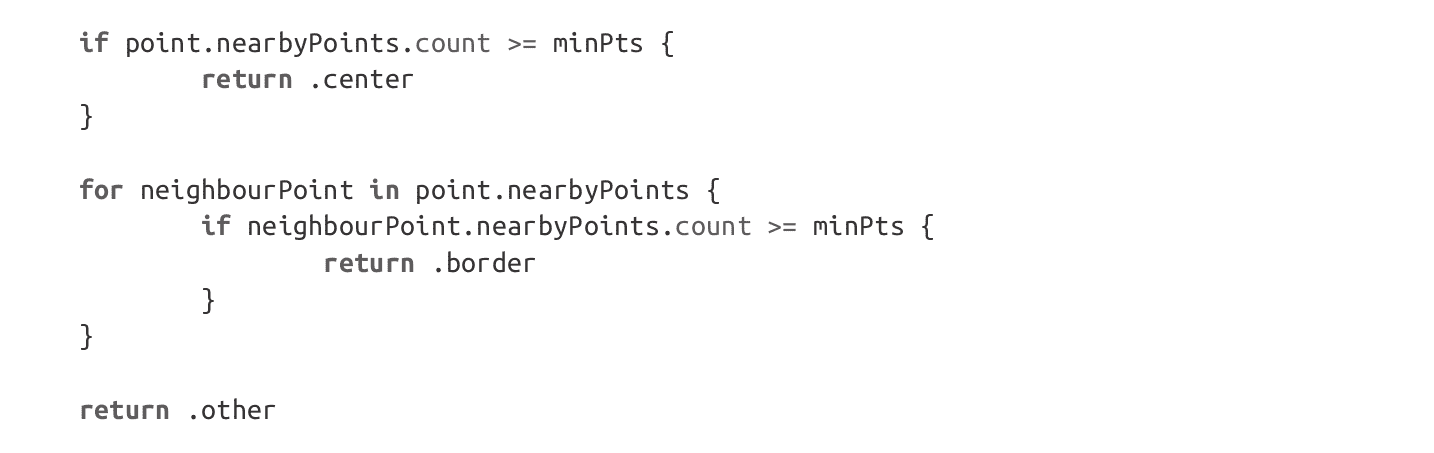 if point.nearbyPoints.count >= minPts {
        return .center
}

for neighbourPoint in point.nearbyPoints {
        if neighbourPoint.nearbyPoints.count >= minPts {
                return .border
        }
}

return .other